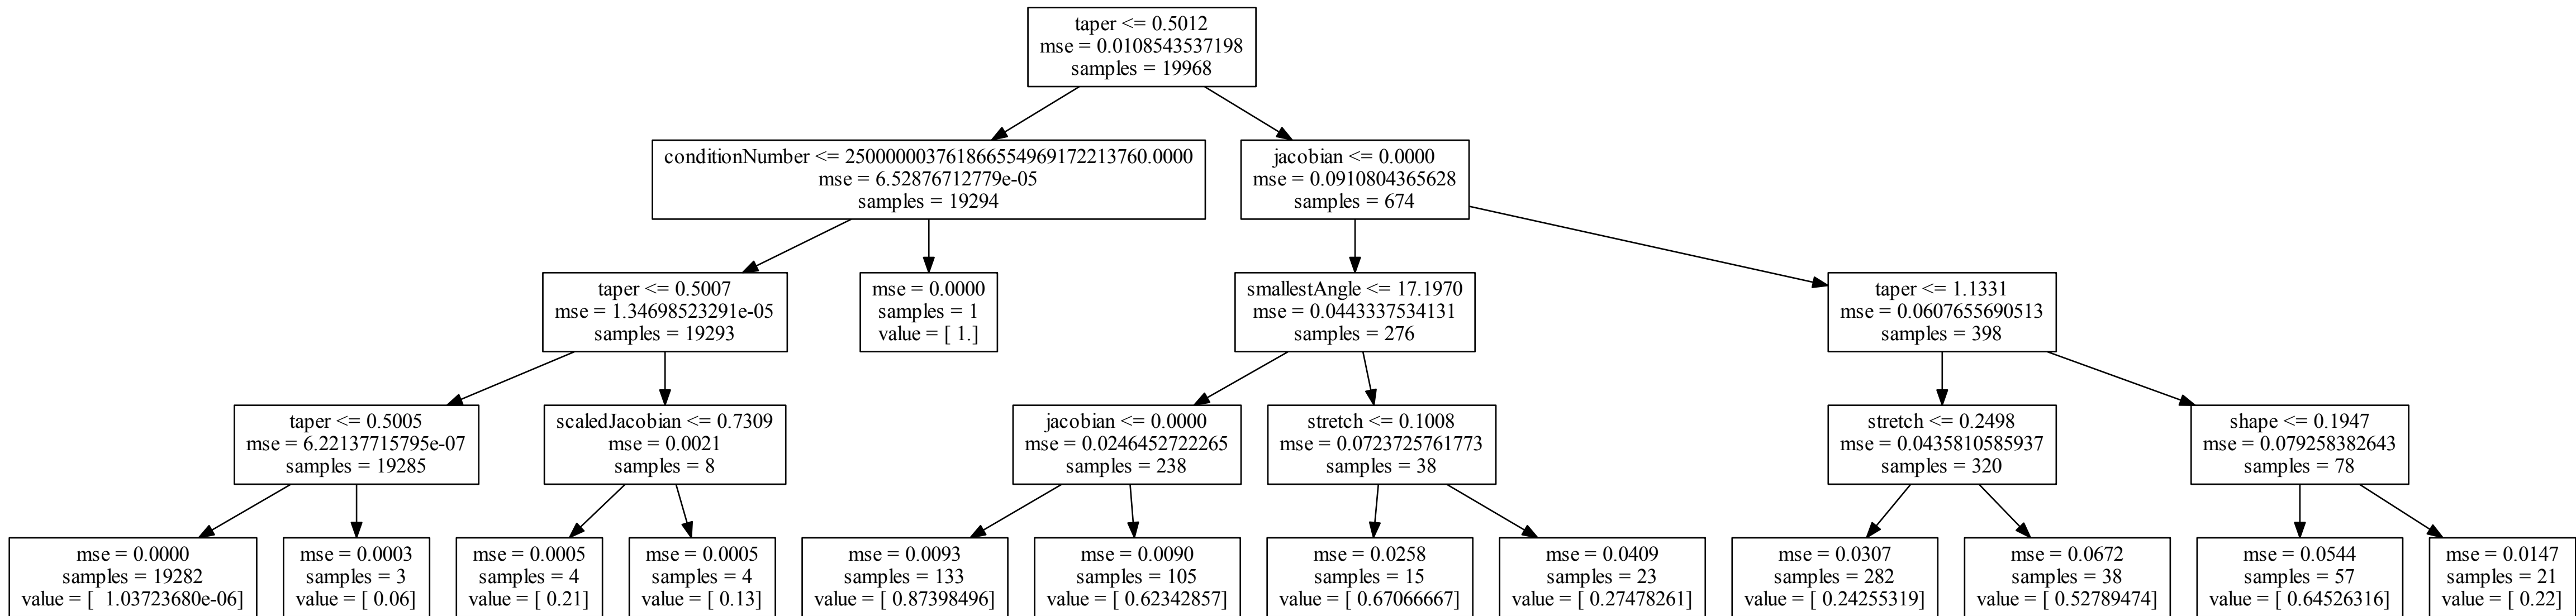 taper <= 0.5012
mse = 0.0108543537198
samples = 19968
conditionNumber <= 25000000376186655496917221​3760.0000
mse = 6.52876712779e-05
samples = 19294
jacobian <= 0.0000
mse = 0.0910804365628
samples = 674
taper <= 0.5007
mse = 1.34698523291e-05
samples = 19293
mse = 0.0000
samples = 1
value = [ 1.]
smallestAngle <= 17.1970
mse = 0.0443337534131
samples = 276
taper <= 1.1331
mse = 0.0607655690513
samples = 398
taper <= 0.5005
mse = 6.22137715795e-07
samples = 19285
scaledJacobian <= 0.7309
mse = 0.0021
samples = 8
jacobian <= 0.0000
mse = 0.0246452722265
samples = 238
stretch <= 0.1008
mse = 0.0723725761773
samples = 38
stretch <= 0.2498
mse = 0.0435810585937
samples = 320
shape <= 0.1947
mse = 0.079258382643
samples = 78
mse = 0.0000
samples = 19282
value = [  1.03723680e-06]
mse = 0.0003
samples = 3
value = [ 0.06]
mse = 0.0005
samples = 4
value = [ 0.21]
mse = 0.0005
samples = 4
value = [ 0.13]
mse = 0.0093
samples = 133
value = [ 0.87398496]
mse = 0.0090
samples = 105
value = [ 0.62342857]
mse = 0.0258
samples = 15
value = [ 0.67066667]
mse = 0.0409
samples = 23
value = [ 0.27478261]
mse = 0.0307
samples = 282
value = [ 0.24255319]
mse = 0.0672
samples = 38
value = [ 0.52789474]
mse = 0.0544
samples = 57
value = [ 0.64526316]
mse = 0.0147
samples = 21
value = [ 0.22]